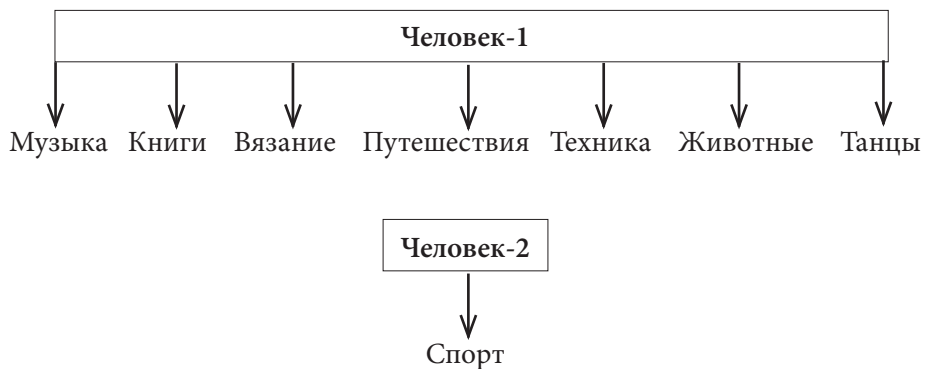 Человек-1
Музыка Книги Вязание Путешествия Техника Животные Танцы
Человек-2
Спорт